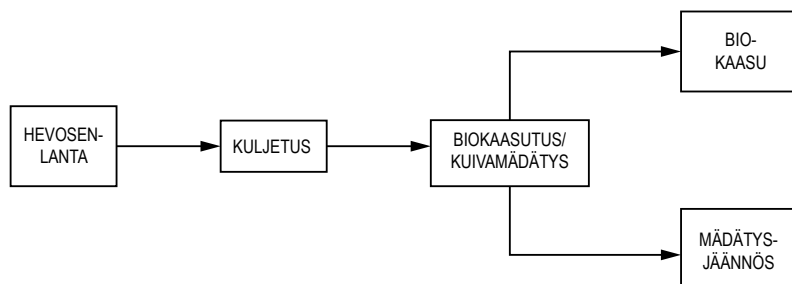 HEVOSEN-
LANTA
KULJETUS
BIOKAASUTUS/
KUIVAMÄDÄTYS
BIO-
KAASU
MÄDÄTYS-
JÄÄNNÖS